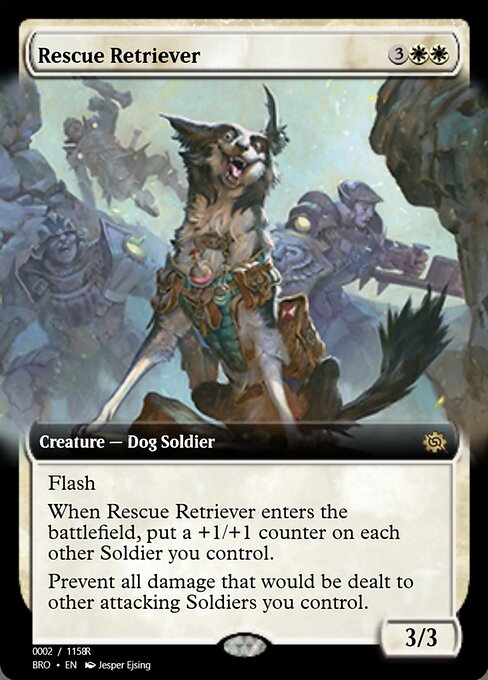 Rescue Retriever 3
Creature — Dog Soldier
Flash
When Rescue Retriever enters the
battlefield, put a +1/+1 counter on each
other Soldier you control.
Prevent all damage that would be dealt to
other attacking Soldiers you control.
3/3
0002 / 1158R
BRO • EN Jesper Ejsing